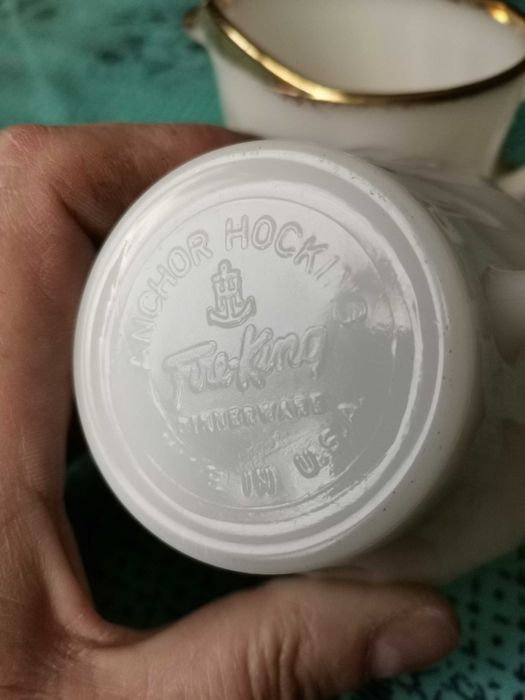 ANCHOR HOCKING
Fire-King
DINNERWARE
IN U.S.A.